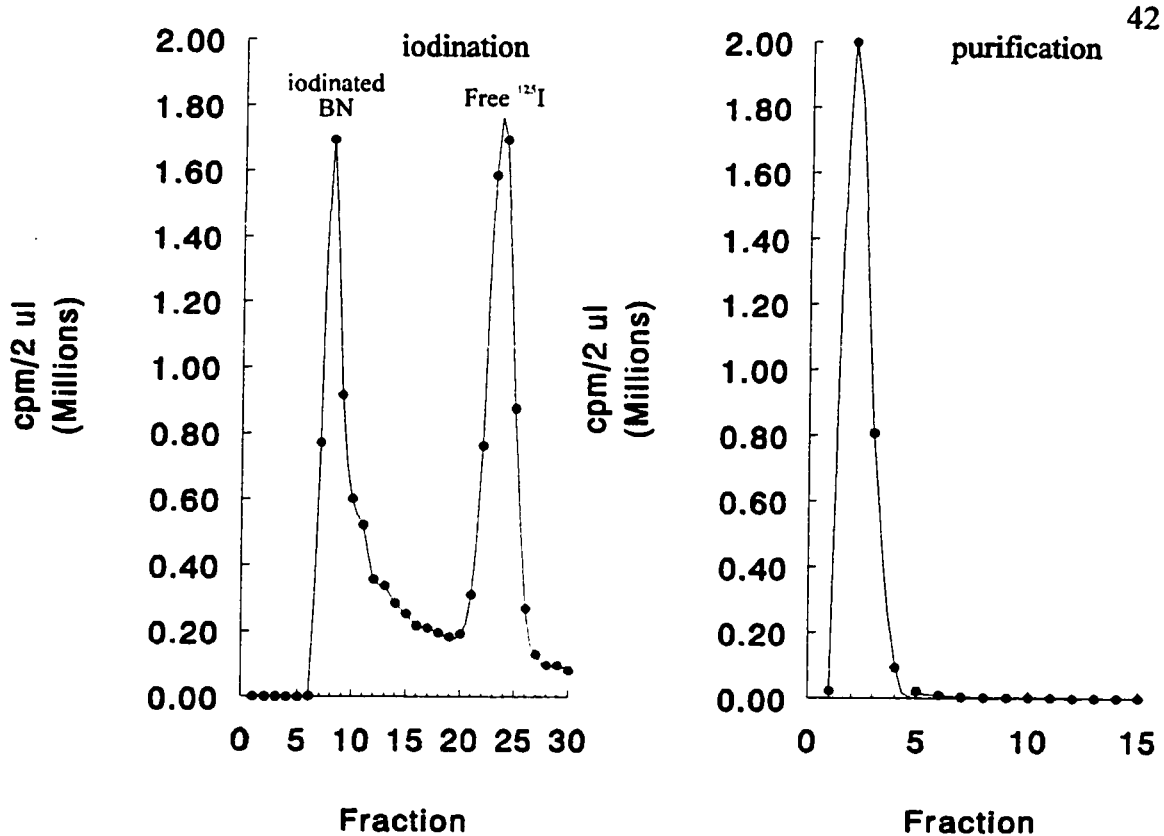 42
iodination
iodinated
BN
Free ¹²⁵I
cpm/2 ul
(Millions)
2.00
1.80
1.60
1.40
1.20
1.00
0.80
0.60
0.40
0.20
0.00
0 5 10 15 20 25 30
Fraction
purification
cpm/2 ul
(Millions)
2.00
1.80
1.60
1.40
1.20
1.00
0.80
0.60
0.40
0.20
0.00
0 5 10 15
Fraction